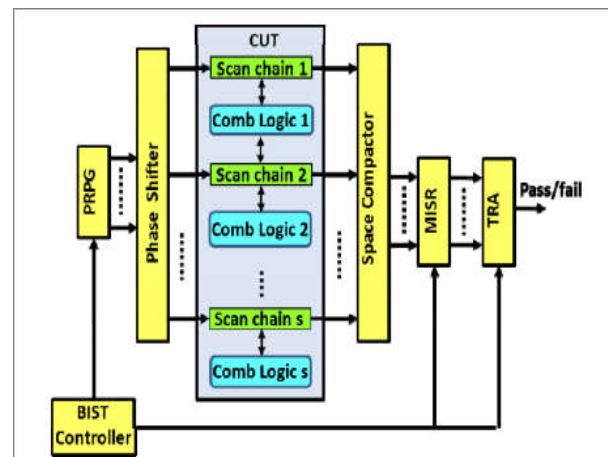 CUT
Scan chain 1
Comb Logic 1
Scan chain 2
Comb Logic 2
Scan chain s
Comb Logic s
PRPG
Phase Shifter
Space Compactor
MISR
TRA
Pass/fail
BIST
Controller